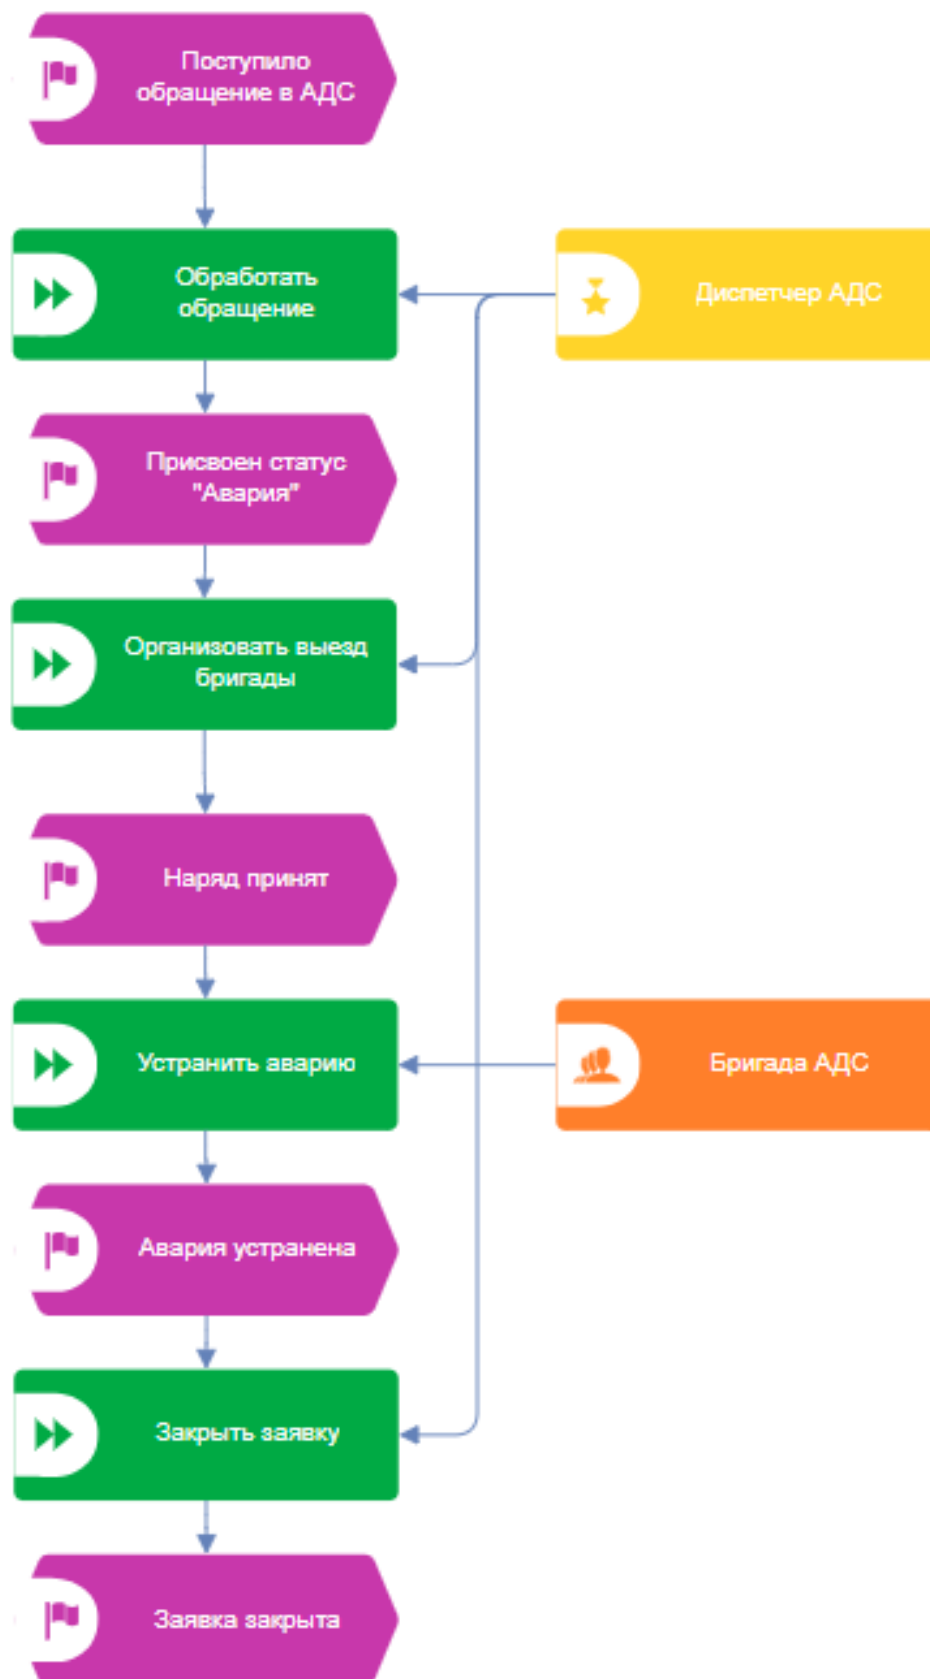 Поступило
обращение в АДС
Обработать
обращение
Диспетчер АДС
Присвоен статус
"Авария"
Организовать выезд
бригады
Наряд принят
Устранить аварию
Бригада АДС
Авария устранена
Закрыть заявку
Заявка закрыта